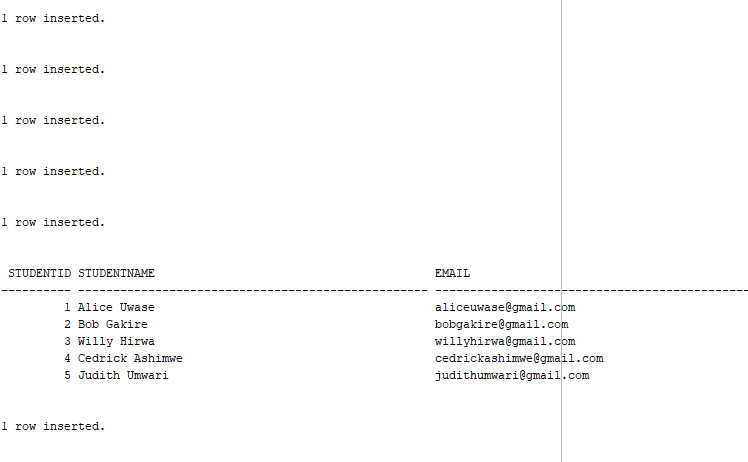 1 row inserted.
1 row inserted.
1 row inserted.
1 row inserted.
1 row inserted.
STUDENTID STUDENTNAME EMAIL
---------- -------------------------------------------------- ---------------------------------------------
1 Alice Uwase aliceuwase@gmail.com
2 Bob Gakire bobgakire@gmail.com
3 Willy Hirwa willyhirwa@gmail.com
4 Cedrick Ashimwe cedrickashimwe@gmail.com
5 Judith Umwari judithumwari@gmail.com
1 row inserted.